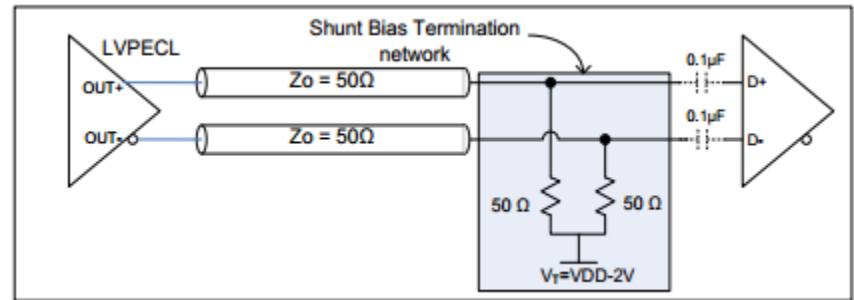 Shunt Bias Termination
network
LVPECL
OUT+
Zo = 50Ω
0.1µF
D+
OUT-
Zo = 50Ω
0.1µF
D-
50 Ω
50 Ω
VT=VDD-2V